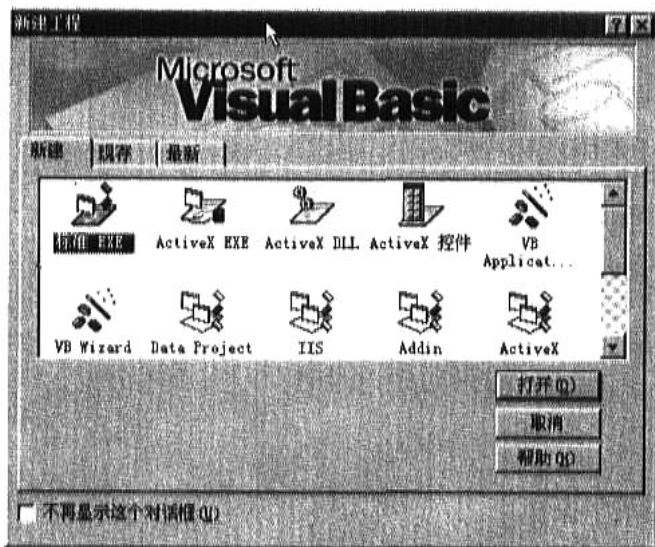 新建工程
Microsoft
Visual Basic
新建 现存 最新
标准 EXE ActiveX EXE ActiveX DLL ActiveX 控件 VB
Applicat...
VB Wizard Data Project IIS Addin ActiveX
打开(O)
取消
帮助(H)
不再显示这个对话框(D)